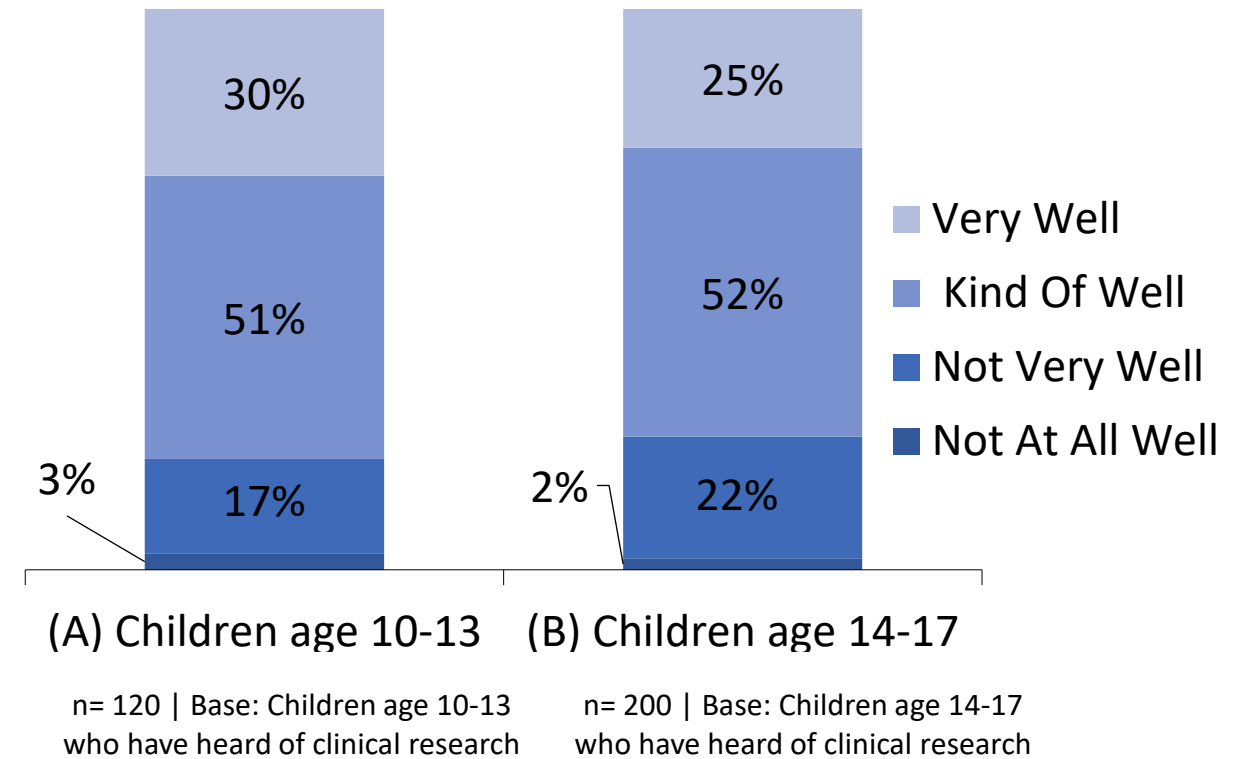 30%
25%
51%
52%
3%
17%
2%
22%
Very Well
Kind Of Well
Not Very Well
Not At All Well
(A) Children age 10-13
(B) Children age 14-17
n= 120 | Base: Children age 10-13
who have heard of clinical research
n= 200 | Base: Children age 14-17
who have heard of clinical research